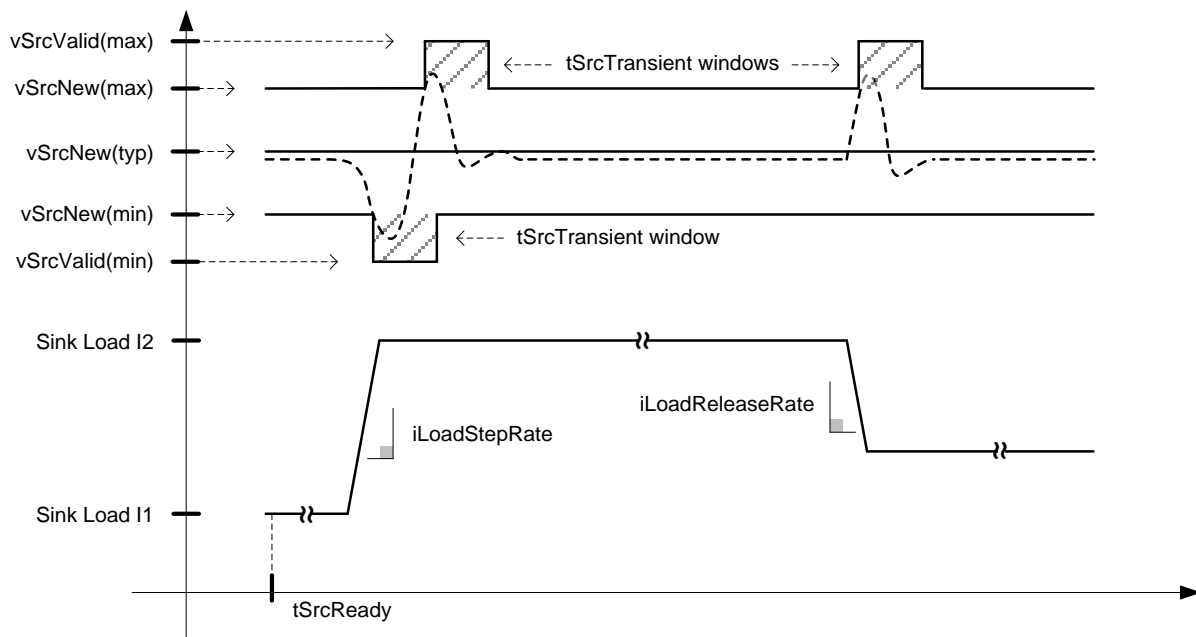 vSrcValid(max)
tSrcTransient windows
vSrcNew(max)
vSrcNew(typ)
vSrcNew(min)
tSrcTransient window
vSrcValid(min)
Sink Load I2
iLoadReleaseRate
iLoadStepRate
Sink Load I1
tSrcReady